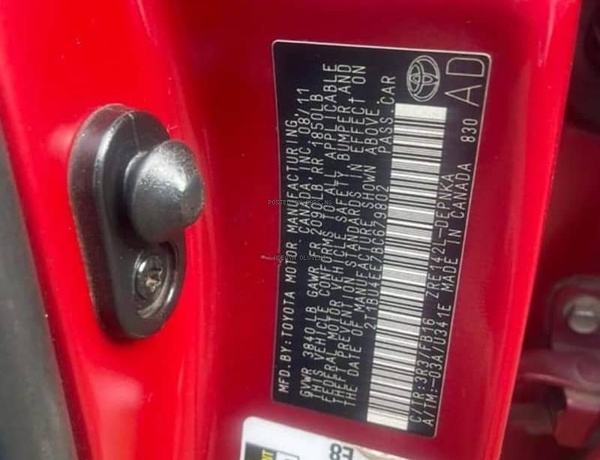 MFD. BY: TOYOTA MOTOR MANUFACTURING
CANADA, INC. 08/11
GVWR 3840 LB GAWR FR 2090LB, RR 1850LB
THIS VEHICLE CONFORMS TO ALL APPLICABLE
FEDERAL MOTOR VEHICLE SAFETY, BUMPER AND
THEFT PREVENTION STANDARDS IN EFFECT ON
THE DATE OF MANUFACTURE SHOWN ABOVE.
2T1BU4EE7BC679802 PASS. CAR
C/TR:3R3/FB16 ZRE142L-DEPNKA
A/TM:-03A/U341E MADE IN CANADA 830
AD